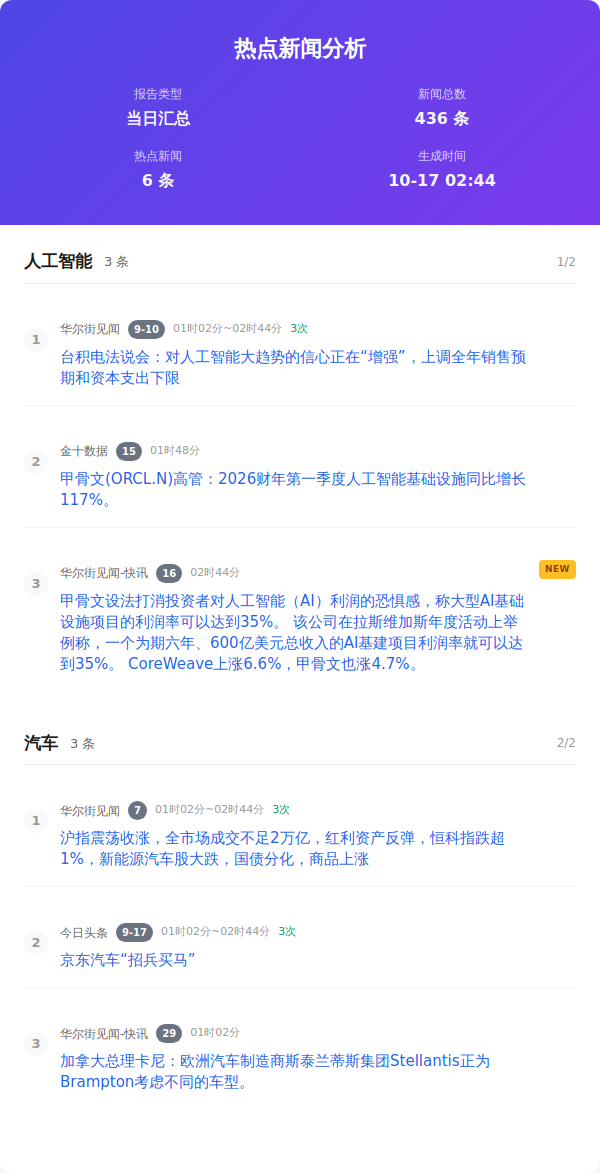 热点新闻分析
报告类型
当日汇总
新闻总数
436 条
热点新闻
6 条
生成时间
10-17 02:44
人工智能 3 条 1/2
1
华尔街见闻 9-10 01时02分~02时44分 3次
台积电法说会：对人工智能大趋势的信心正在“增强”，上调全年销售预
期和资本支出下限
2
金十数据 15 01时48分
甲骨文(ORCL.N)高管：2026财年第一季度人工智能基础设施同比增长
117%。
3
华尔街见闻-快讯 16 02时44分 NEW
甲骨文设法打消投资者对人工智能（AI）利润的恐惧感，称大型AI基础
设施项目的利润率可以达到35%。 该公司在拉斯维加斯年度活动上举
例称，一个为期六年、600亿美元总收入的AI基建项目利润率就可以达
到35%。 CoreWeave上涨6.6%，甲骨文也涨4.7%。
汽车 3 条 2/2
1
华尔街见闻 7 01时02分~02时44分 3次
沪指震荡收涨，全市场成交不足2万亿，红利资产反弹，恒科指跌超
1%，新能源汽车股大跌，国债分化，商品上涨
2
今日头条 9-17 01时02分~02时44分 3次
京东汽车“招兵买马”
3
华尔街见闻-快讯 29 01时02分
加拿大总理卡尼：欧洲汽车制造商斯泰兰蒂斯集团Stellantis正为
Brampton考虑不同的车型。